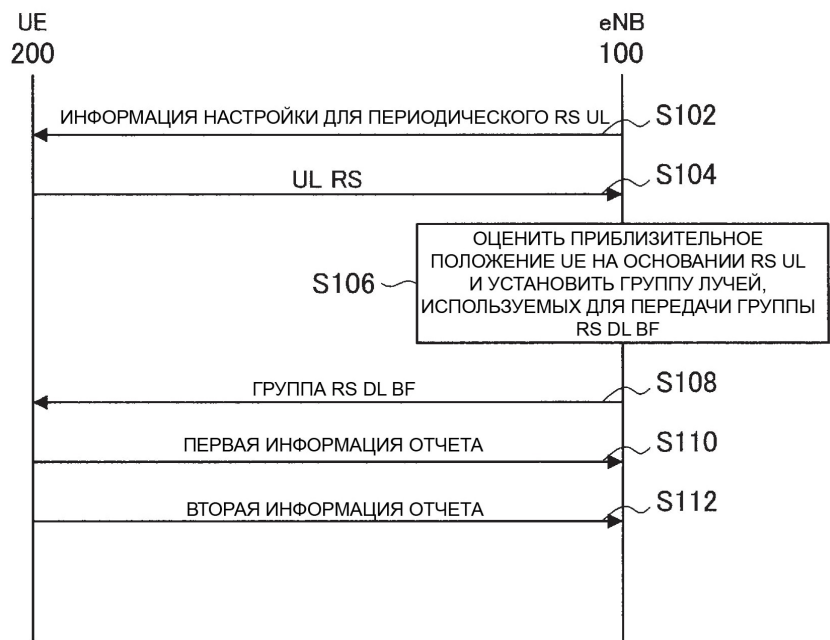 UE
200
eNB
100
ИНФОРМАЦИЯ НАСТРОЙКИ ДЛЯ ПЕРИОДИЧЕСКОГО RS UL
S102
UL RS
S104
S106
ОЦЕНИТЬ ПРИБЛИЗИТЕЛЬНОЕ
ПОЛОЖЕНИЕ UE НА ОСНОВАНИИ RS UL
И УСТАНОВИТЬ ГРУППУ ЛУЧЕЙ,
ИСПОЛЬЗУЕМЫХ ДЛЯ ПЕРЕДАЧИ ГРУППЫ
RS DL BF
ГРУППА RS DL BF
S108
ПЕРВАЯ ИНФОРМАЦИЯ ОТЧЕТА
S110
ВТОРАЯ ИНФОРМАЦИЯ ОТЧЕТА
S112